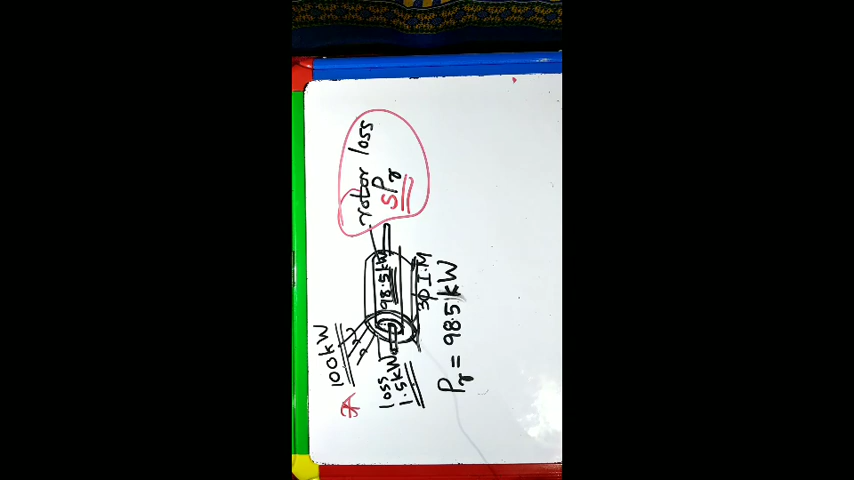 100kW
loss
1.5kW
98.5kW
rotor loss
SPr
3φ I.M
Pr = 98.5kW